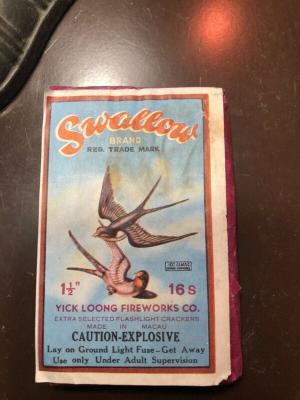 Swallow
BRAND
REG. TRADE MARK
1½" 16 S
YICK LOONG FIREWORKS CO.
EXTRA SELECTED FLASHLIGHT CRACKERS
MADE IN MACAU
CAUTION-EXPLOSIVE
Lay on Ground Light Fuse-Get Away
Use only Under Adult Supervision